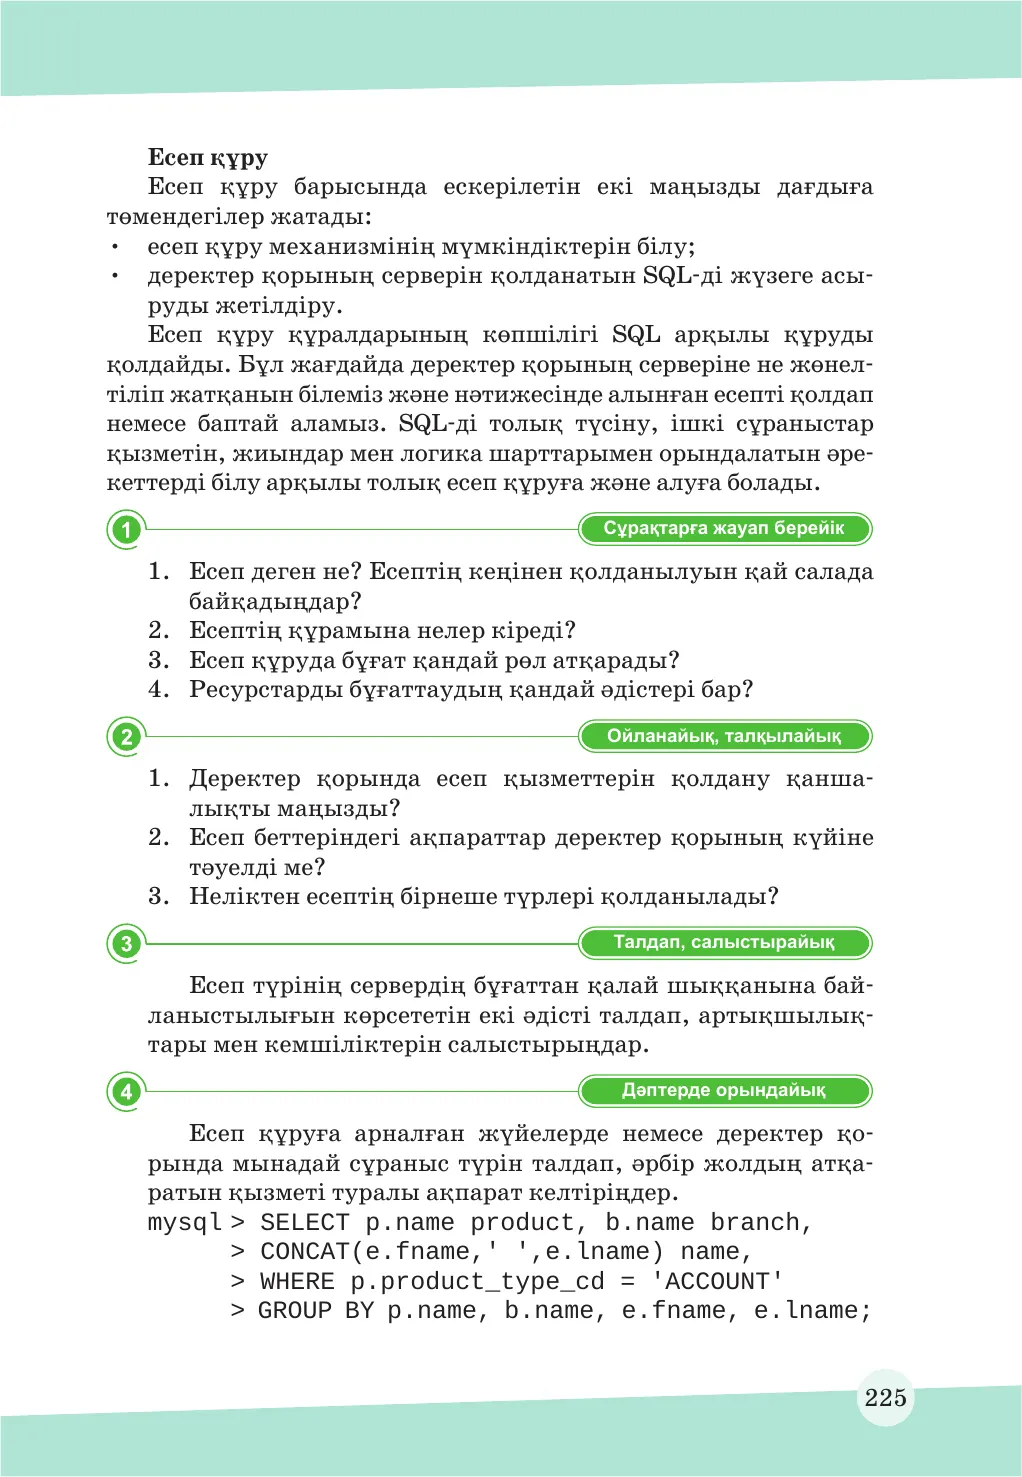 Есеп құру
Есеп құру барысында ескерілетін екі маңызды дағдыға
төмендегілер жатады:
• есеп құру механизмінің мүмкіндіктерін білу;
• деректер қорының серверін қолданатын SQL-ді жүзеге асы-
руды жетілдіру.
Есеп құру құралдарының көпшілігі SQL арқылы құруды
қолдайды. Бұл жағдайда деректер қорының серверіне не жөнел-
тіліп жатқанын білеміз және нәтижесінде алынған есепті қолдап
немесе баптай аламыз. SQL-ді толық түсіну, ішкі сұраныстар
қызметін, жиындар мен логика шарттарымен орындалатын әре-
кеттерді білу арқылы толық есеп құруға және алуға болады.
1 Сұрақтарға жауап берейік
1. Есеп деген не? Есептің кеңінен қолданылуын қай салада
байқадыңдар?
2. Есептің құрамына нелер кіреді?
3. Есеп құруда бұғат қандай рөл атқарады?
4. Ресурстарды бұғаттаудың қандай әдістері бар?
2 Ойланайық, талқылайық
1. Деректер қорында есеп қызметтерін қолдану қанша-
лықты маңызды?
2. Есеп беттеріндегі ақпараттар деректер қорының күйіне
тәуелді ме?
3. Неліктен есептің бірнеше түрлері қолданылады?
3 Талдап, салыстырайық
Есеп түрінің сервердің бұғаттан қалай шыққанына бай-
ланыстылығын көрсететін екі әдісті талдап, артықшылық-
тары мен кемшіліктерін салыстырыңдар.
4 Дәптерде орындайық
Есеп құруға арналған жүйелерде немесе деректер қо-
рында мынадай сұраныс түрін талдап, әрбір жолдың атқа-
ратын қызметі туралы ақпарат келтіріңдер.
mysql > SELECT p.name product, b.name branch,
> CONCAT(e.fname,' ',e.lname) name,
> WHERE p.product_type_cd = 'ACCOUNT'
> GROUP BY p.name, b.name, e.fname, e.lname;
225